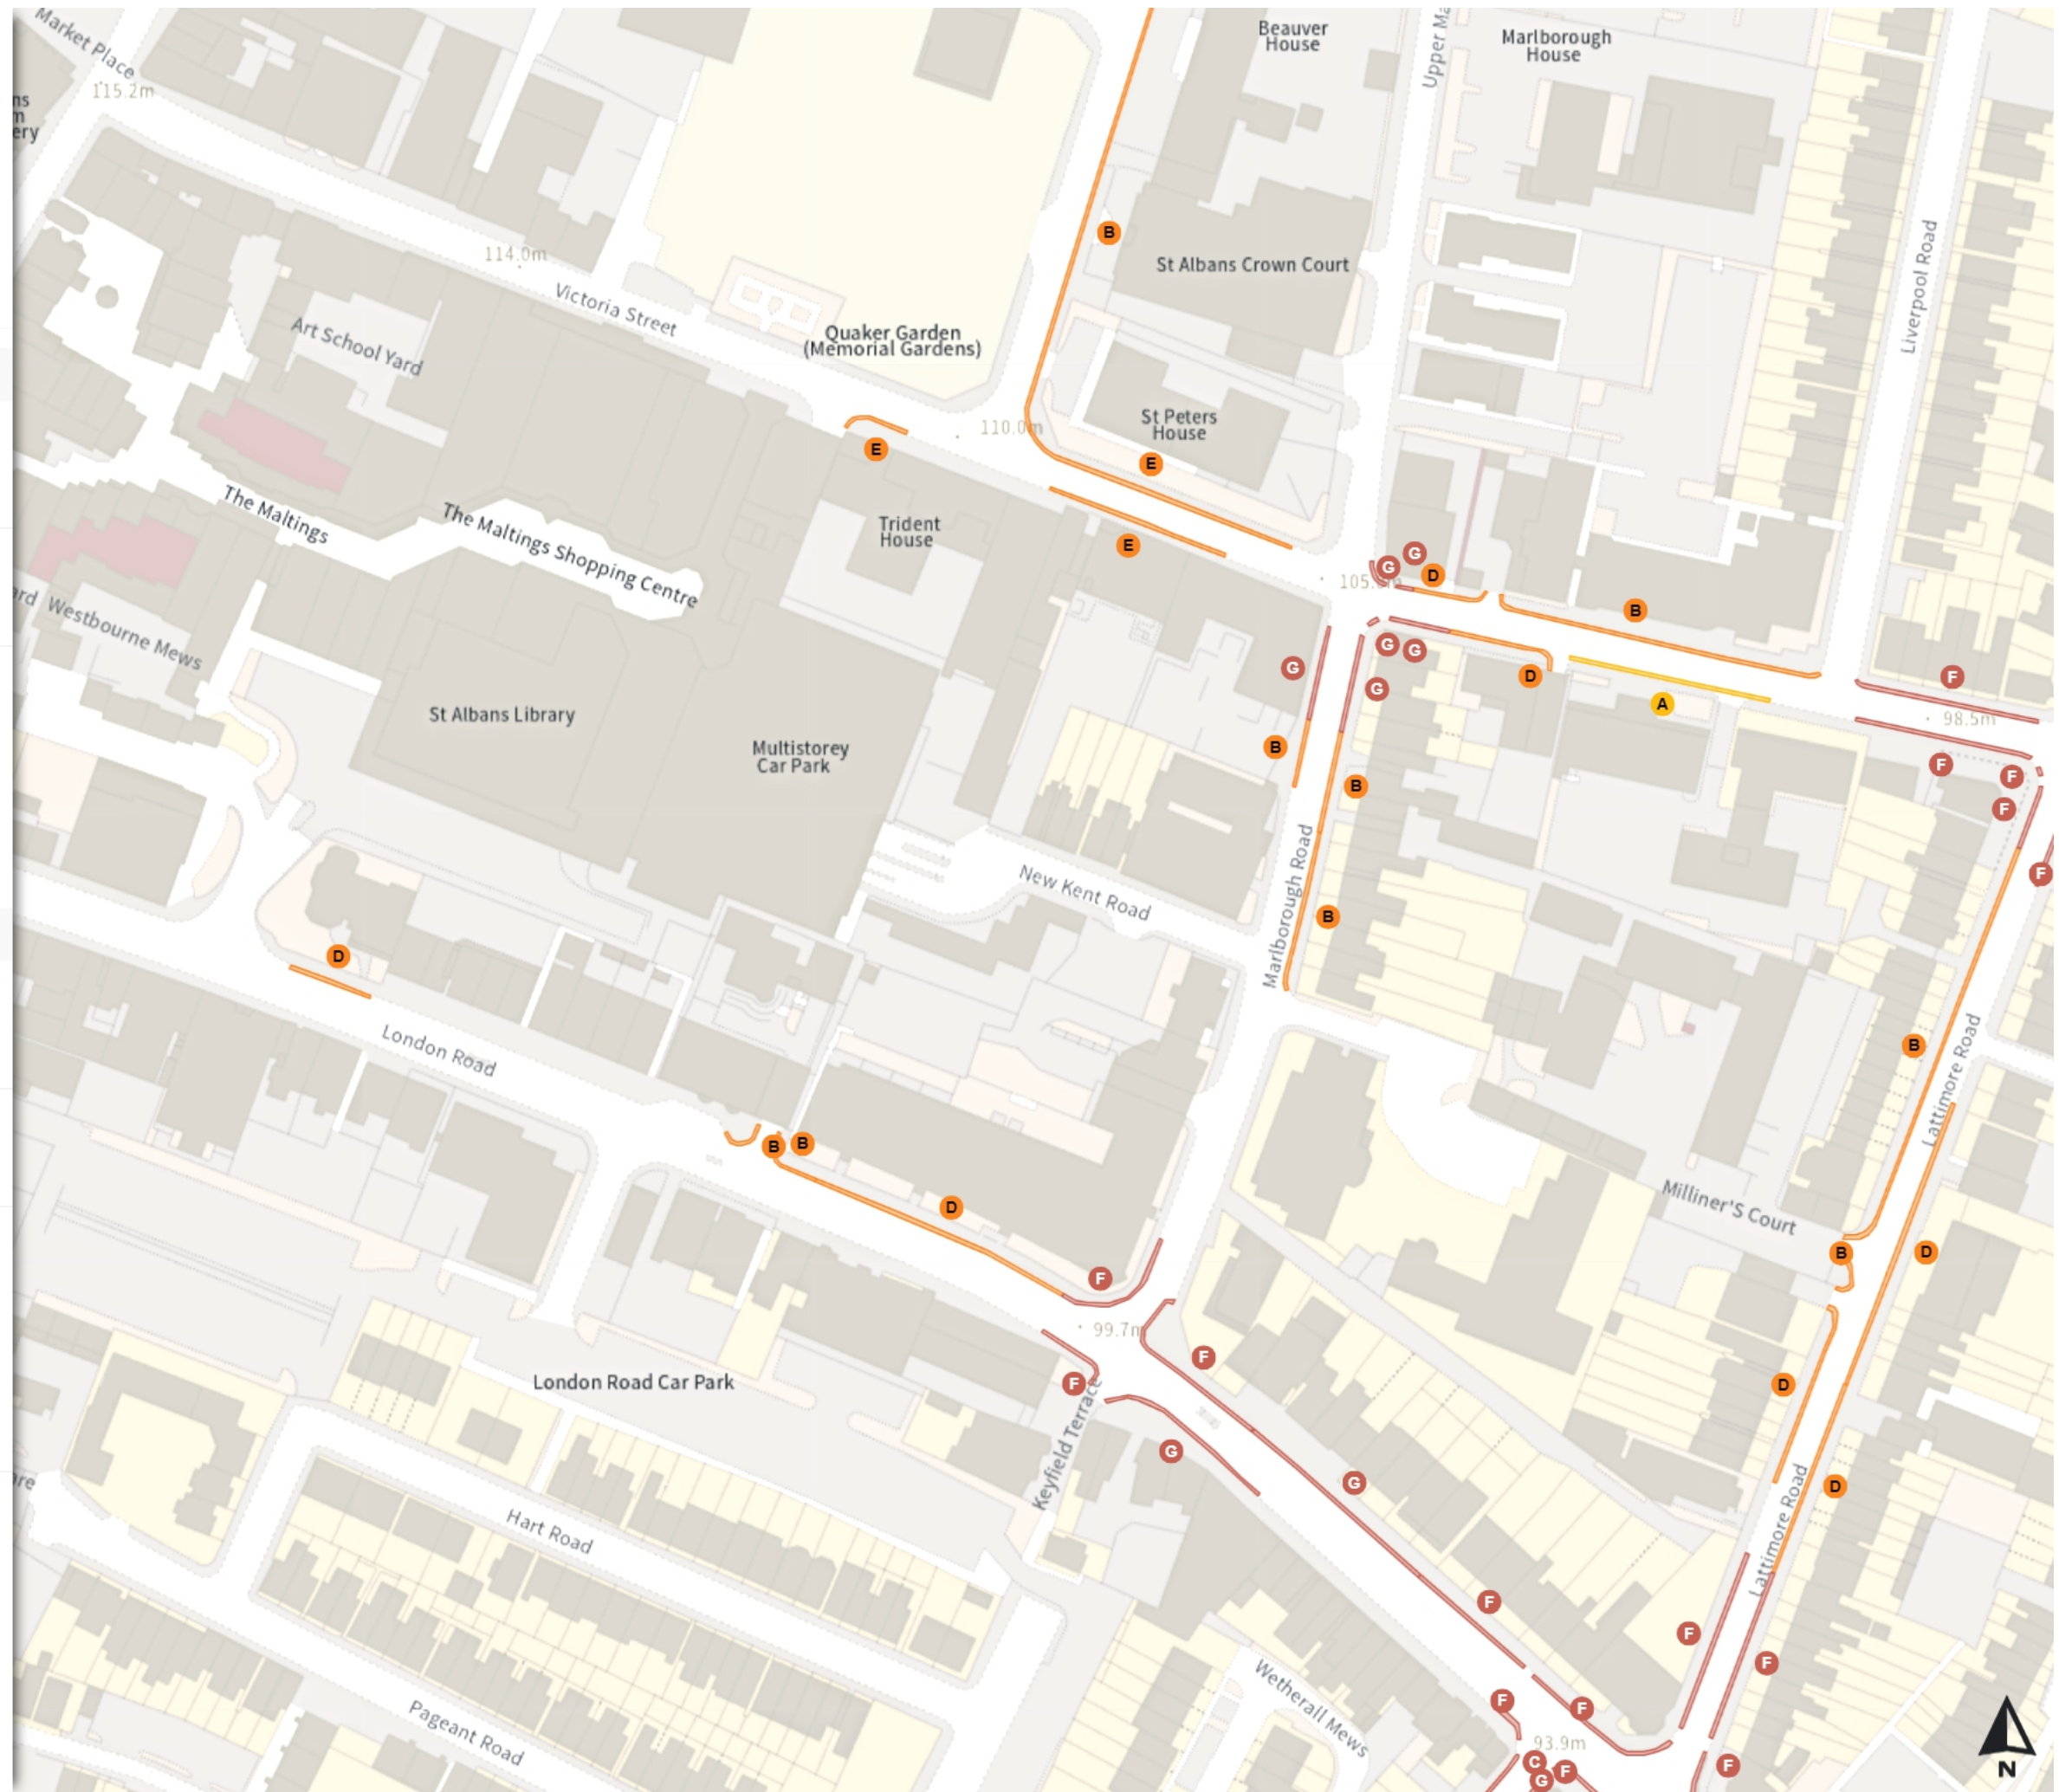 Market Place
115.2m
ns
m
ery
Beauver
House
Upper Ma
Marlborough
House
Liverpool Road
B
St Albans Crown Court
114.0m
Victoria Street
Art School Yard
Quaker Garden
(Memorial Gardens)
110.0m
St Peters
House
E
E
E
The Maltings
The Maltings Shopping Centre
Trident
House
ard
Westbourne Mews
G
G
D
105.
m
B
G
G
G
G
D
A
F
98.5m
F
F
F
F
St Albans Library
Multistorey
Car Park
B
B
B
New Kent Road
Marlborough Road
D
London Road
B
Lattimore Road
B
B
D
Milliner'S Court
B
D
F
99.7m
F
F
London Road Car Park
Keyfield Terrace
G
G
D
D
Lattimore Road
ore
Hart Road
F
F
F
Pageant Road
Wetherall Mews
F
F
93.9m
C
G
F
F
N